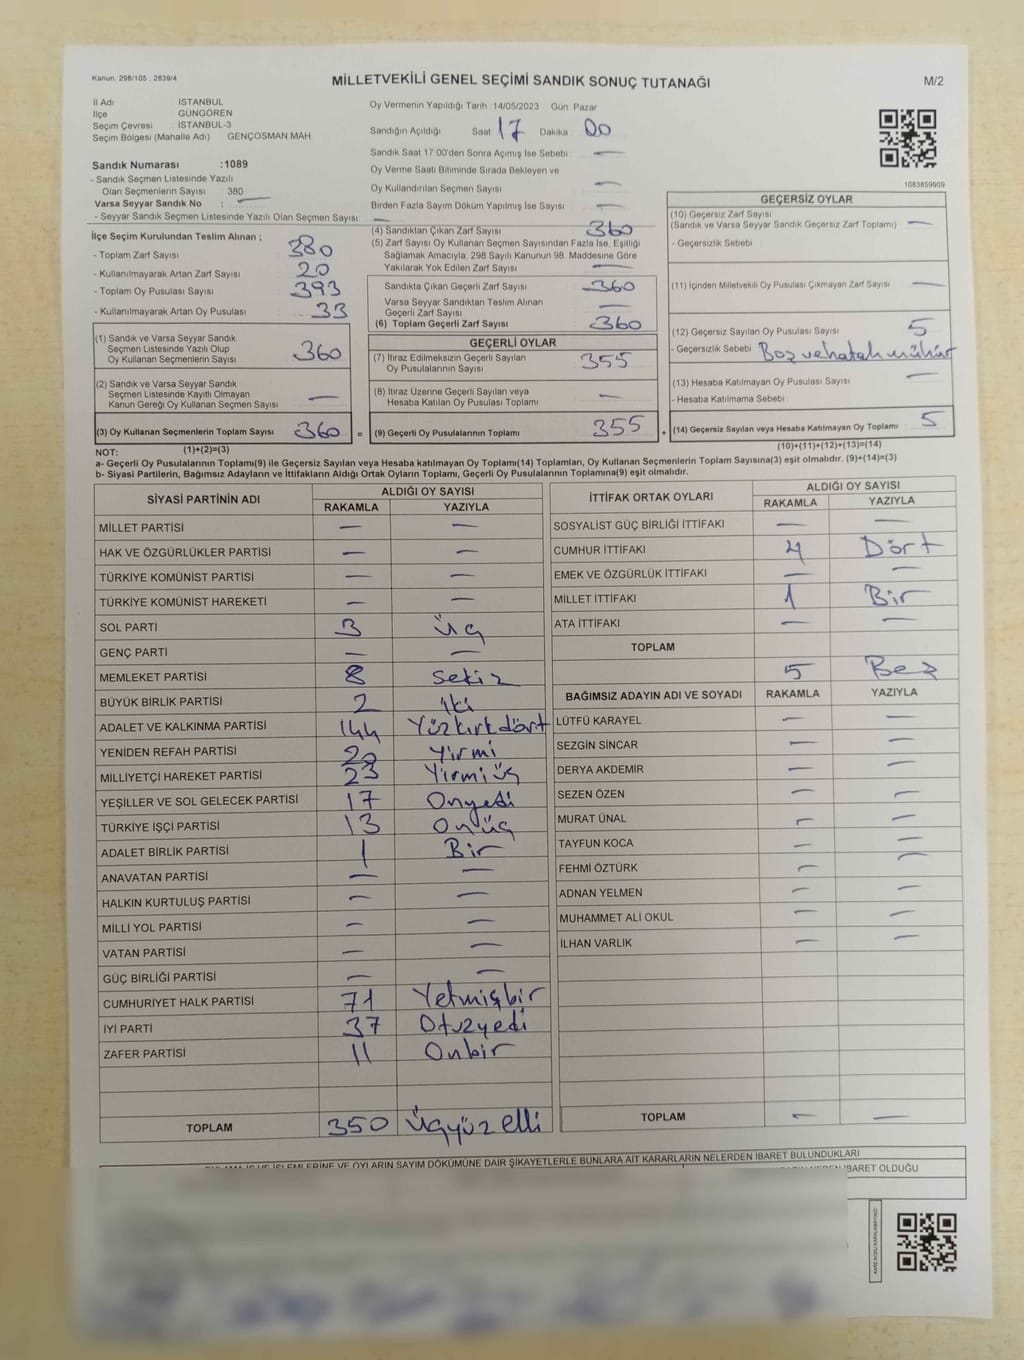 Kanun; 298/105 , 2839/4
MİLLETVEKİLİ GENEL SEÇİMİ SANDIK SONUÇ TUTANAĞI
M/2
İl Adı : İSTANBUL
İlçe : GÜNGÖREN
Seçim Çevresi : İSTANBUL-3
Seçim Bölgesi (Mahalle Adı) : GENÇOSMAN MAH.
Sandık Numarası :1089
- Sandık Seçmen Listesinde Yazılı
Olan Seçmenlerin Sayısı : 380
Varsa Seyyar Sandık No : —
- Seyyar Sandık Seçmen Listesinde Yazılı Olan Seçmen Sayısı: —
Oy Vermenin Yapıldığı Tarih :14/05/2023 Gün: Pazar
Sandığın Açıldığı Saat: 17 Dakika : 00
Sandık Saat 17:00'den Sonra Açımış İse Sebebi : —
Oy Verme Saati Bitiminde Sırada Bekleyen ve
Oy Kullandırılan Seçmen Sayısı : —
Birden Fazla Sayım Döküm Yapılmış İse Sayısı : —
1083859909
İlçe Seçim Kurulundan Teslim Alınan ;
- Toplam Zarf Sayısı : 380
- Kullanılmayarak Artan Zarf Sayısı : 20
- Toplam Oy Pusulası Sayısı : 393
- Kullanılmayarak Artan Oy Pusulası : 33
(1) Sandık ve Varsa Seyyar Sandık
Seçmen Listesinde Yazılı Olup
Oy Kullanan Seçmenlerin Sayısı : 360
(2) Sandık ve Varsa Seyyar Sandık
Seçmen Listesinde Kayıtlı Olmayan
Kanun Gereği Oy Kullanan Seçmen Sayısı : —
(3) Oy Kullanan Seçmenlerin Toplam Sayısı : 360 =
(4) Sandıktan Çıkan Zarf Sayısı : 360
(5) Zarf Sayısı Oy Kullanan Seçmen Sayısından Fazla İse, Eşitliği
Sağlamak Amacıyla; 298 Sayılı Kanunun 98. Maddesine Göre
Yakılarak Yok Edilen Zarf Sayısı : —
Sandıkta Çıkan Geçerli Zarf Sayısı : 360
Varsa Seyyar Sandıktan Teslim Alınan
Geçerli Zarf Sayısı : —
(6) Toplam Geçerli Zarf Sayısı : 360
GEÇERLİ OYLAR
(7) İtiraz Edilmeksizin Geçerli Sayılan
Oy Pusulalarının Sayısı : 355
(8) İtiraz Üzerine Geçerli Sayılan veya
Hesaba Katılan Oy Pusulası Toplamı : —
(9) Geçerli Oy Pusulalarının Toplamı : 355 +
GEÇERSİZ OYLAR
(10) Geçersiz Zarf Sayısı
(Sandık ve Varsa Seyyar Sandık Geçersiz Zarf Toplamı) : —
- Geçersizlik Sebebi :
(11) İçinden Milletvekili Oy Pusulası Çıkmayan Zarf Sayısı : —
(12) Geçersiz Sayılan Oy Pusulası Sayısı : 5
- Geçersizlik Sebebi : Boş ve hatalı mühür
(13) Hesaba Katılmayan Oy Pusulası Sayısı : —
- Hesaba Katılmama Sebebi :
(14) Geçersiz Sayılan veya Hesaba Katılmayan Oy Toplamı : 5
NOT: (1)+(2)=(3) (10)+(11)+(12)+(13)=(14)
a- Geçerli Oy Pusulalarının Toplamı(9) ile Geçersiz Sayılan veya Hesaba Katılmayan Oy Toplamı(14) Toplamları, Oy Kullanan Seçmenlerin Toplam Sayısına(3) eşit olmalıdır. (9)+(14)=(3)
b- Siyasi Partilerin, Bağımsız Adayların ve İttifakların Aldığı Ortak Oyların Toplamı, Geçerli Oy Pusulalarının Toplamına(9) eşit olmalıdır.
SİYASİ PARTİNİN ADI ALDIĞI OY SAYISI
RAKAMLA YAZIYLA
MİLLET PARTİSİ — —
HAK VE ÖZGÜRLÜKLER PARTİSİ — —
TÜRKİYE KOMÜNİST PARTİSİ — —
TÜRKİYE KOMÜNİST HAREKETİ — —
SOL PARTİ 3 üç
GENÇ PARTİ — —
MEMLEKET PARTİSİ 8 sekiz
BÜYÜK BİRLİK PARTİSİ 2 iki
ADALET VE KALKINMA PARTİSİ 144 Yüzkırkdört
YENİDEN REFAH PARTİSİ 20 Yirmi
MİLLİYETÇİ HAREKET PARTİSİ 23 Yirmi üç
YEŞİLLER VE SOL GELECEK PARTİSİ 17 Onyedi
TÜRKİYE İŞÇİ PARTİSİ 13 Onüç
ADALET BİRLİK PARTİSİ 1 Bir
ANAVATAN PARTİSİ — —
HALKIN KURTULUŞ PARTİSİ — —
MİLLİ YOL PARTİSİ — —
VATAN PARTİSİ — —
GÜÇ BİRLİĞİ PARTİSİ — —
CUMHURİYET HALK PARTİSİ 71 Yetmişbir
İYİ PARTİ 37 Otuzyedi
ZAFER PARTİSİ 11 Onbir
TOPLAM 350 Üçyüz elli
İTTİFAK ORTAK OYLARI ALDIĞI OY SAYISI
RAKAMLA YAZIYLA
SOSYALİST GÜÇ BİRLİĞİ İTTİFAKI — —
CUMHUR İTTİFAKI 4 Dört
EMEK VE ÖZGÜRLÜK İTTİFAKI — —
MİLLET İTTİFAKI 1 Bir
ATA İTTİFAKI — —
TOPLAM 5 Beş
BAĞIMSIZ ADAYIN ADI VE SOYADI RAKAMLA YAZIYLA
LÜTFÜ KARAYEL — —
SEZGİN SİNCAR — —
DERYA AKDEMİR — —
SEZEN ÖZEN — —
MURAT ÜNAL — —
TAYFUN KOCA — —
FEHMİ ÖZTÜRK — —
ADNAN YELMEN — —
MUHAMMET ALİ OKUL — —
İLHAN VARLIK — —
TOPLAM — —
İŞLEMLERİNE VE OYLARIN SAYIM DÖKÜMÜNE DAİR ŞİKAYETLERLE BUNLARA AİT KARARLARIN NELERDEN İBARET BULUNDUKLARI
İBARET OLDUĞU